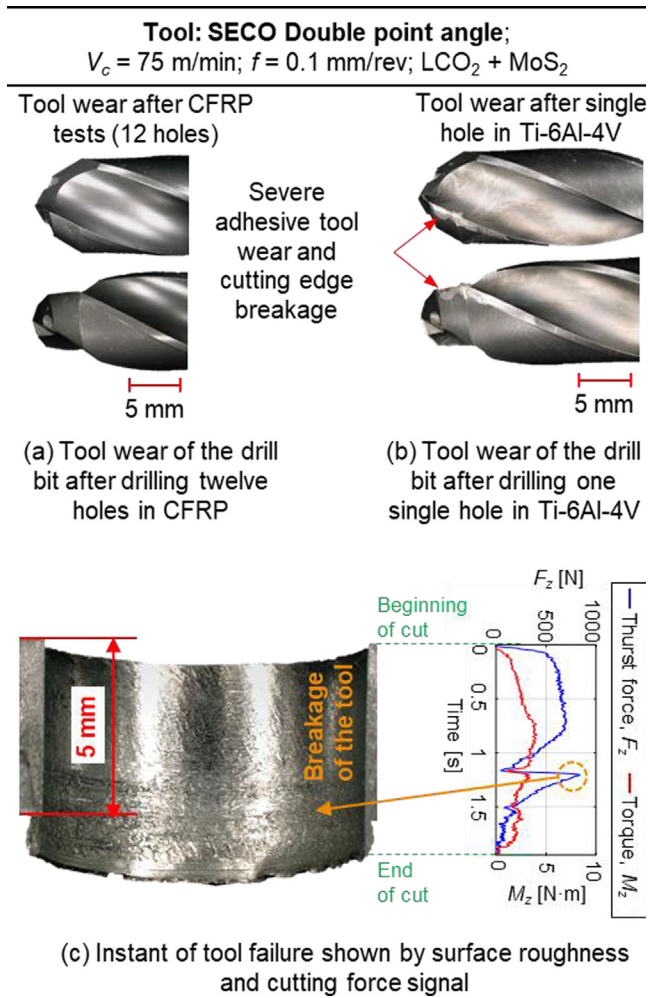 Tool: SECO Double point angle;
V_c = 75 m/min; f = 0.1 mm/rev; LCO₂ + MoS₂
Tool wear after CFRP
tests (12 holes)
Tool wear after single
hole in Ti-6Al-4V
Severe
adhesive tool
wear and
cutting edge
breakage
5 mm
5 mm
(a) Tool wear of the drill
bit after drilling twelve
holes in CFRP
(b) Tool wear of the drill
bit after drilling one
single hole in Ti-6Al-4V
Beginning
of cut
5 mm
Breakage
of the tool
End
of cut
F_z [N]
0 500 1000
0
0.5
1
1.5
Time [s]
0 5 10
M_z [N·m]
Thurst force, F_z
Torque, M_z
(c) Instant of tool failure shown by surface roughness
and cutting force signal